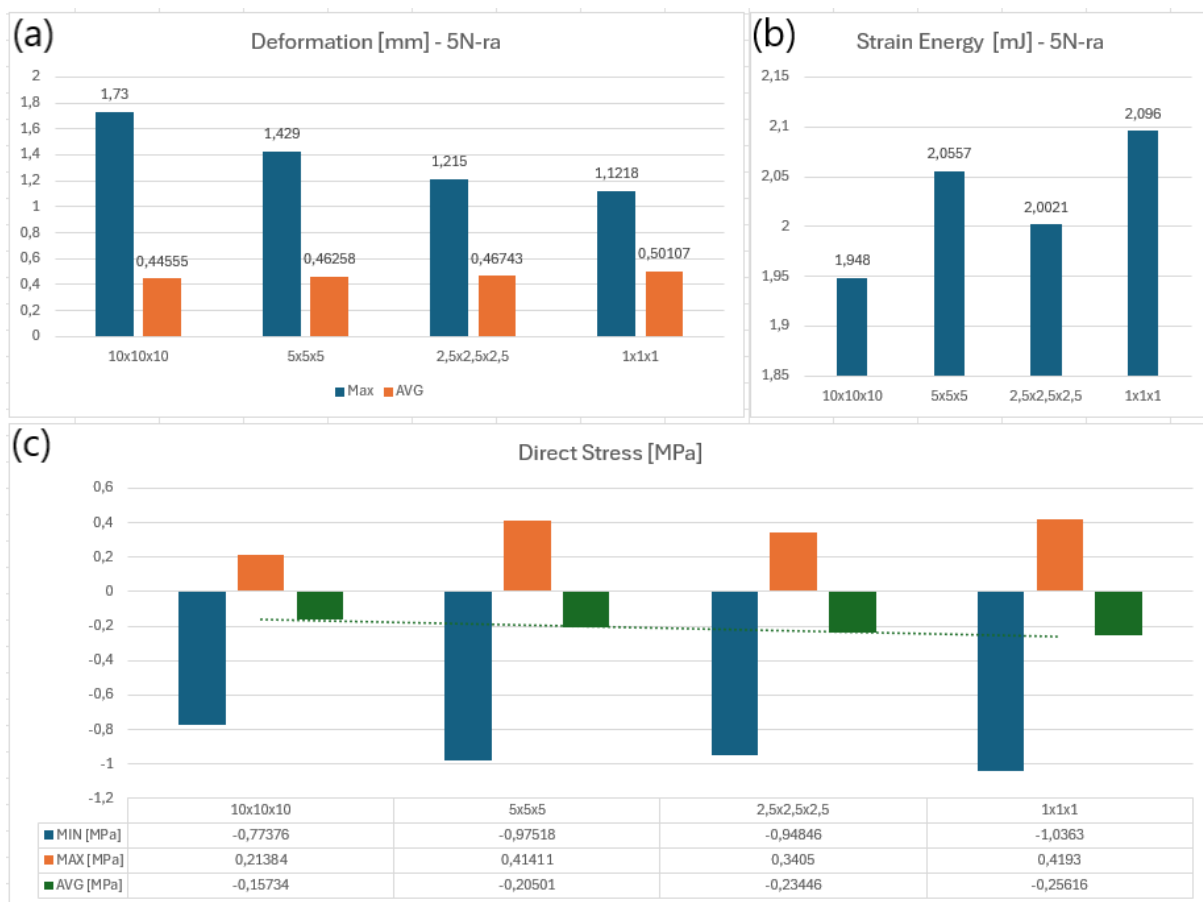 (a)
Deformation [mm] - 5N-ra
2
1,8
1,6
1,4
1,2
1
0,8
0,6
0,4
0,2
0
1,73
1,429
1,215
1,1218
0,44555
0,46258
0,46743
0,50107
10x10x10
5x5x5
2,5x2,5x2,5
1x1x1
Max AVG
(b)
Strain Energy [mJ] - 5N-ra
2,15
2,1
2,05
2
1,95
1,9
1,85
1,948
2,0557
2,0021
2,096
10x10x10
5x5x5
2,5x2,5x2,5
1x1x1
(c)
Direct Stress [MPa]
0,6
0,4
0,2
0
-0,2
-0,4
-0,6
-0,8
-1
-1,2
10x10x10 5x5x5 2,5x2,5x2,5 1x1x1
MIN [MPa] -0,77376 -0,97518 -0,94846 -1,0363
MAX [MPa] 0,21384 0,41411 0,3405 0,4193
AVG [MPa] -0,15734 -0,20501 -0,23446 -0,25616